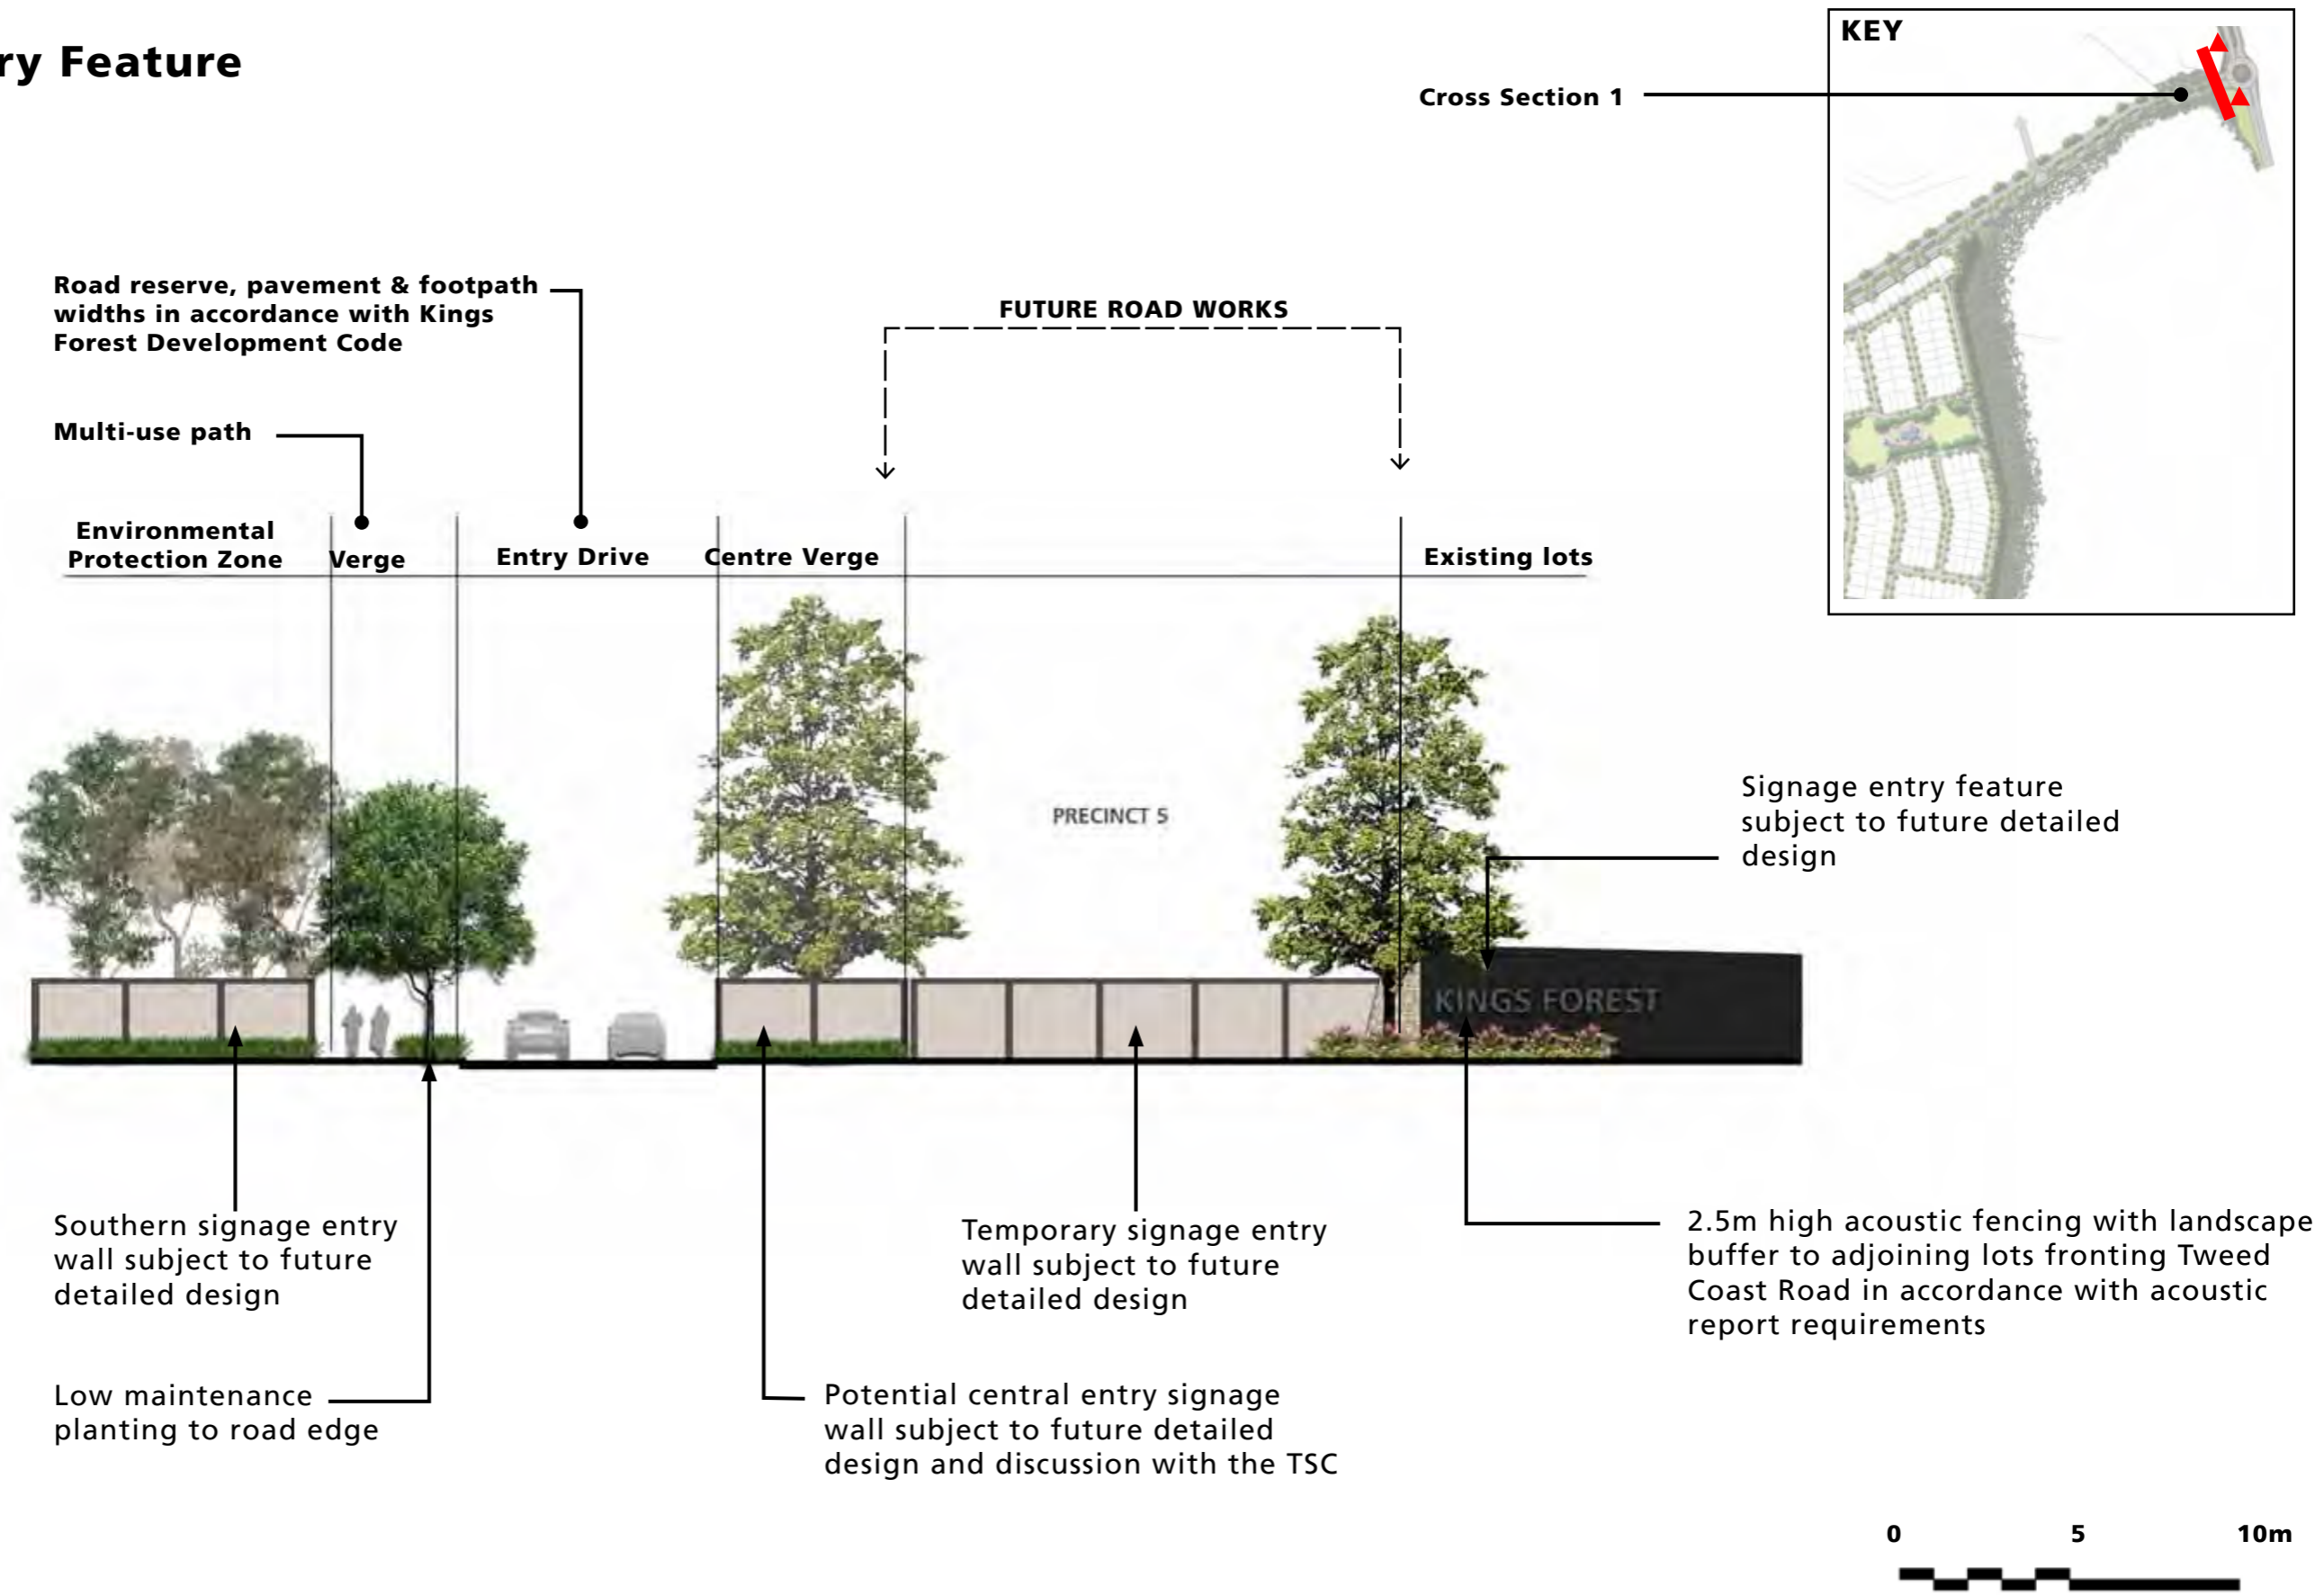 ry Feature
KEY
Cross Section 1
Road reserve, pavement & footpath
widths in accordance with Kings
Forest Development Code
FUTURE ROAD WORKS
Multi-use path
Environmental
Protection Zone
Verge
Entry Drive
Centre Verge
Existing lots
PRECINCT 5
Signage entry feature
subject to future detailed
design
KINGS FOREST
Southern signage entry
wall subject to future
detailed design
Temporary signage entry
wall subject to future
detailed design
2.5m high acoustic fencing with landscape
buffer to adjoining lots fronting Tweed
Coast Road in accordance with acoustic
report requirements
Low maintenance
planting to road edge
Potential central entry signage
wall subject to future detailed
design and discussion with the TSC
0 5 10m